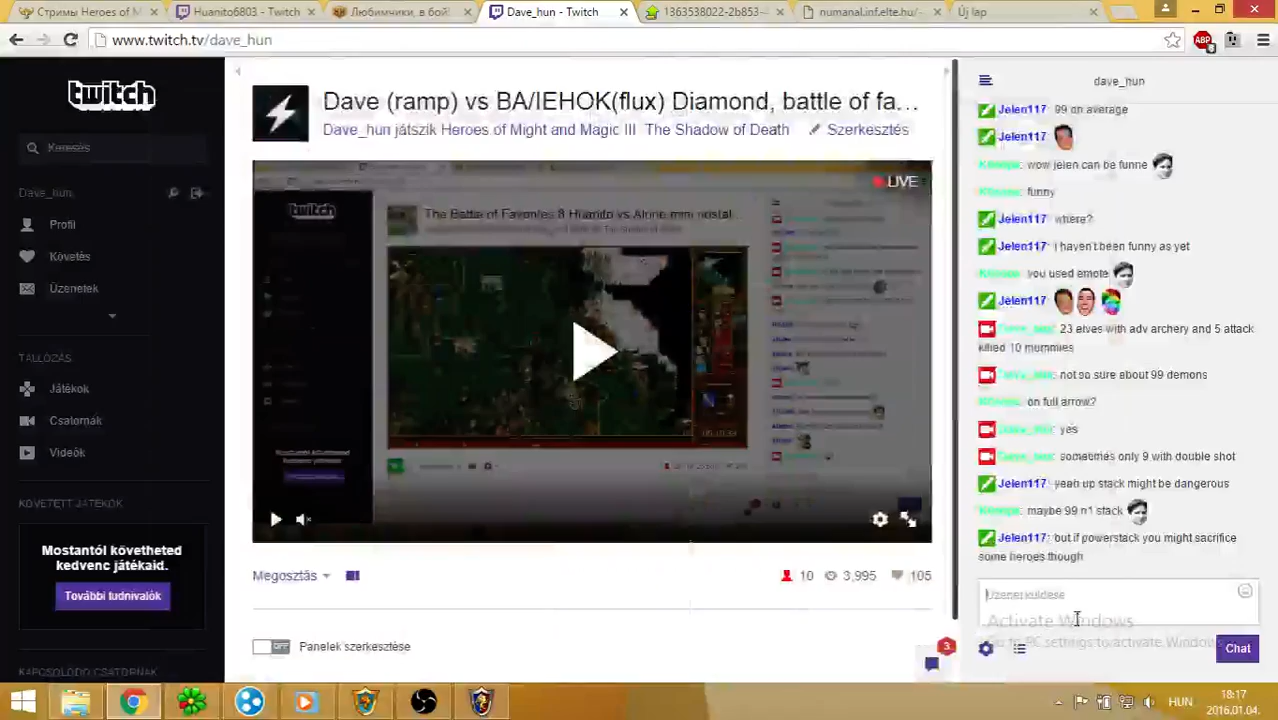 Стримы Heroes of M
Huanito6803 - Twitch
Любимчики, в бой!
Dave_hun - Twitch
1363538022-2b853
numanal.inf.elte.hu/
Új lap
www.twitch.tv/dave_hun
ABP
twitch
Keresés
Dave_hun
Profil
Követés
Üzenetek
TALLÓZÁS
Játékok
Csatornák
Videók
KÖVETETT JÁTÉKOK
Mostantól követheted
kedvenc játékaid.
További tudnivalók
KAPCSOLÓDÓ CSATORNÁK
Dave (ramp) vs BA/IEHOK(flux) Diamond, battle of fa…
Dave_hun játszik Heroes of Might and Magic III The Shadow of Death
Szerkesztés
LIVE
twitch
The Battle of Favorites 8 Huanito vs Alone mini nostal
Megosztás
10 3,995 105
OFF
Panelek szerkesztése
3
dave_hun
Jelen117: 99 on average
Jelen117:
wow jelen can be funne
funny
Jelen117: where?
Jelen117: i haven't been funny as yet
you used emote
Jelen117:
23 elves with adv archery and 5 attack
killed 10 mummies
not so sure about 99 demons
on full arrow?
yes
sometimes only 9 with double shot
Jelen117: yeah up stack might be dangerous
maybe 99 n1 stack
Jelen117: but if powerstack you might sacrifice
some heroes though
Üzenet küldése
Activate Windows
Go to PC settings to activate Windows.
Chat
HUN
18:17
2016.01.04.